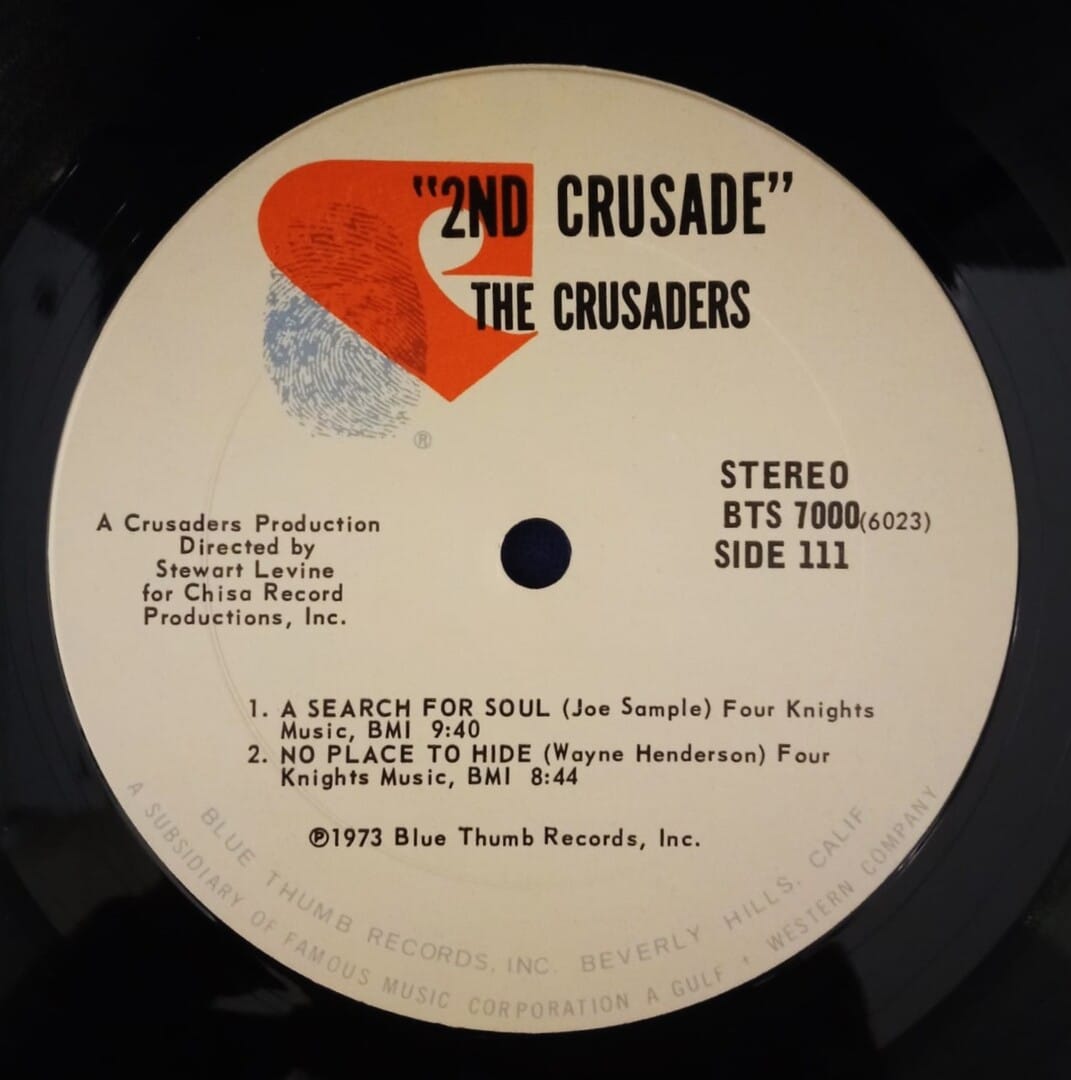 "2ND CRUSADE"
THE CRUSADERS
®
STEREO
BTS 7000(6023)
SIDE 111
A Crusaders Production
Directed by
Stewart Levine
for Chisa Record
Productions, Inc.
1. A SEARCH FOR SOUL (Joe Sample) Four Knights
Music, BMI 9:40
2. NO PLACE TO HIDE (Wayne Henderson) Four
Knights Music, BMI 8:44
℗1973 Blue Thumb Records, Inc.
BLUE THUMB RECORDS, INC. BEVERLY HILLS, CALIF.
A SUBSIDIARY OF FAMOUS MUSIC CORPORATION A GULF + WESTERN COMPANY